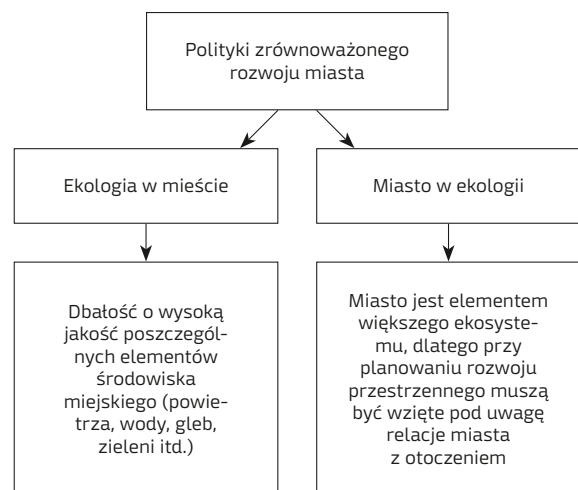 Polityki zrównoważonego
rozwoju miasta
Ekologia w mieście
Miasto w ekologii
Dbałość o wysoką
jakość poszczegól-
nych elementów
środowiska
miejskiego (powie-
trza, wody, gleb,
zieleni itd.)
Miasto jest elementem
większego ekosyste-
mu, dlatego przy
planowaniu rozwoju
przestrzennego muszą
być wzięte pod uwagę
relacje miasta
z otoczeniem